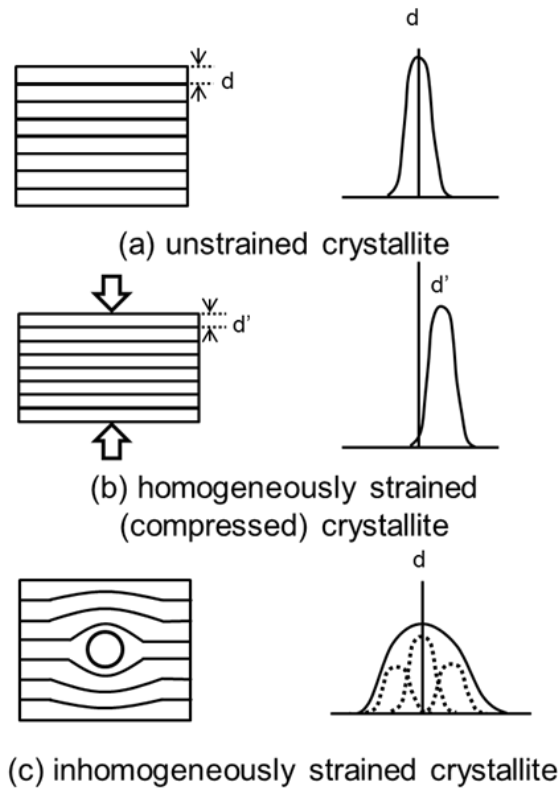 d
d
(a) unstrained crystallite
d'
d'
(b) homogeneously strained
(compressed) crystallite
d
(c) inhomogeneously strained crystallite